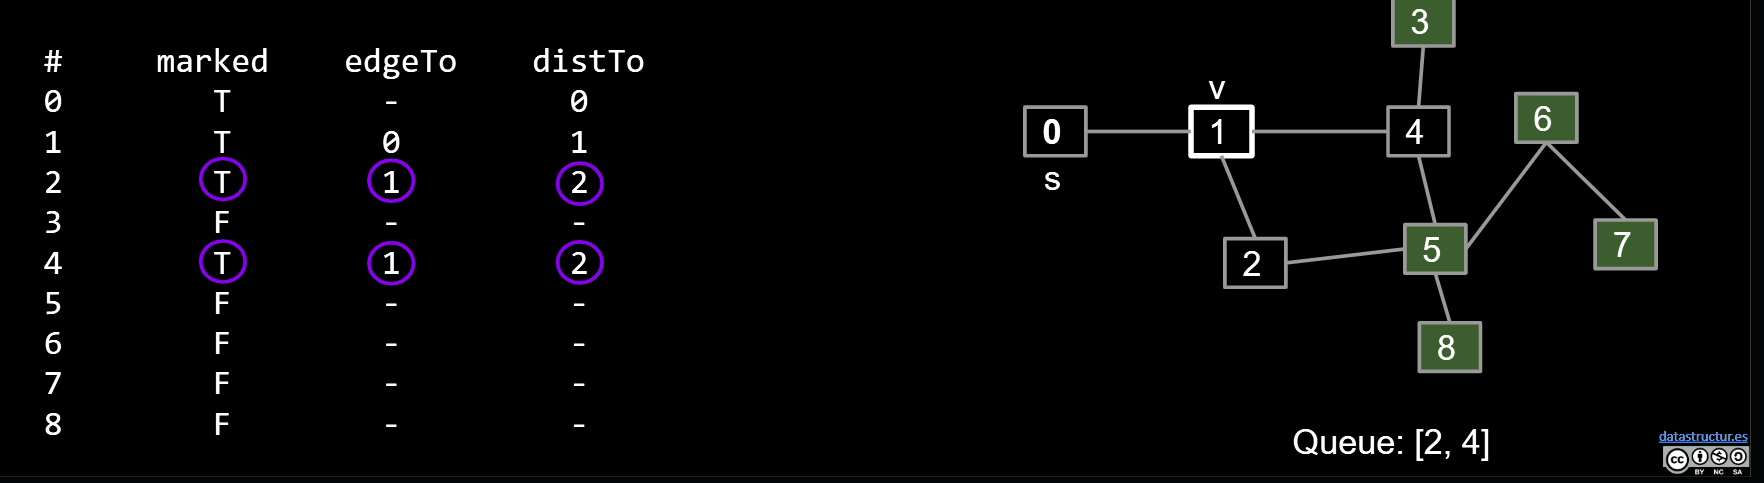 # marked edgeTo distTo
0 T - 0
1 T 0 1
2 T 1 2
3 F - -
4 T 1 2
5 F - -
6 F - -
7 F - -
8 F - -
3
v
0 1 4 6
s
2 5 7
8
Queue: [2, 4]
datastructur.es
cc
BY NC SA